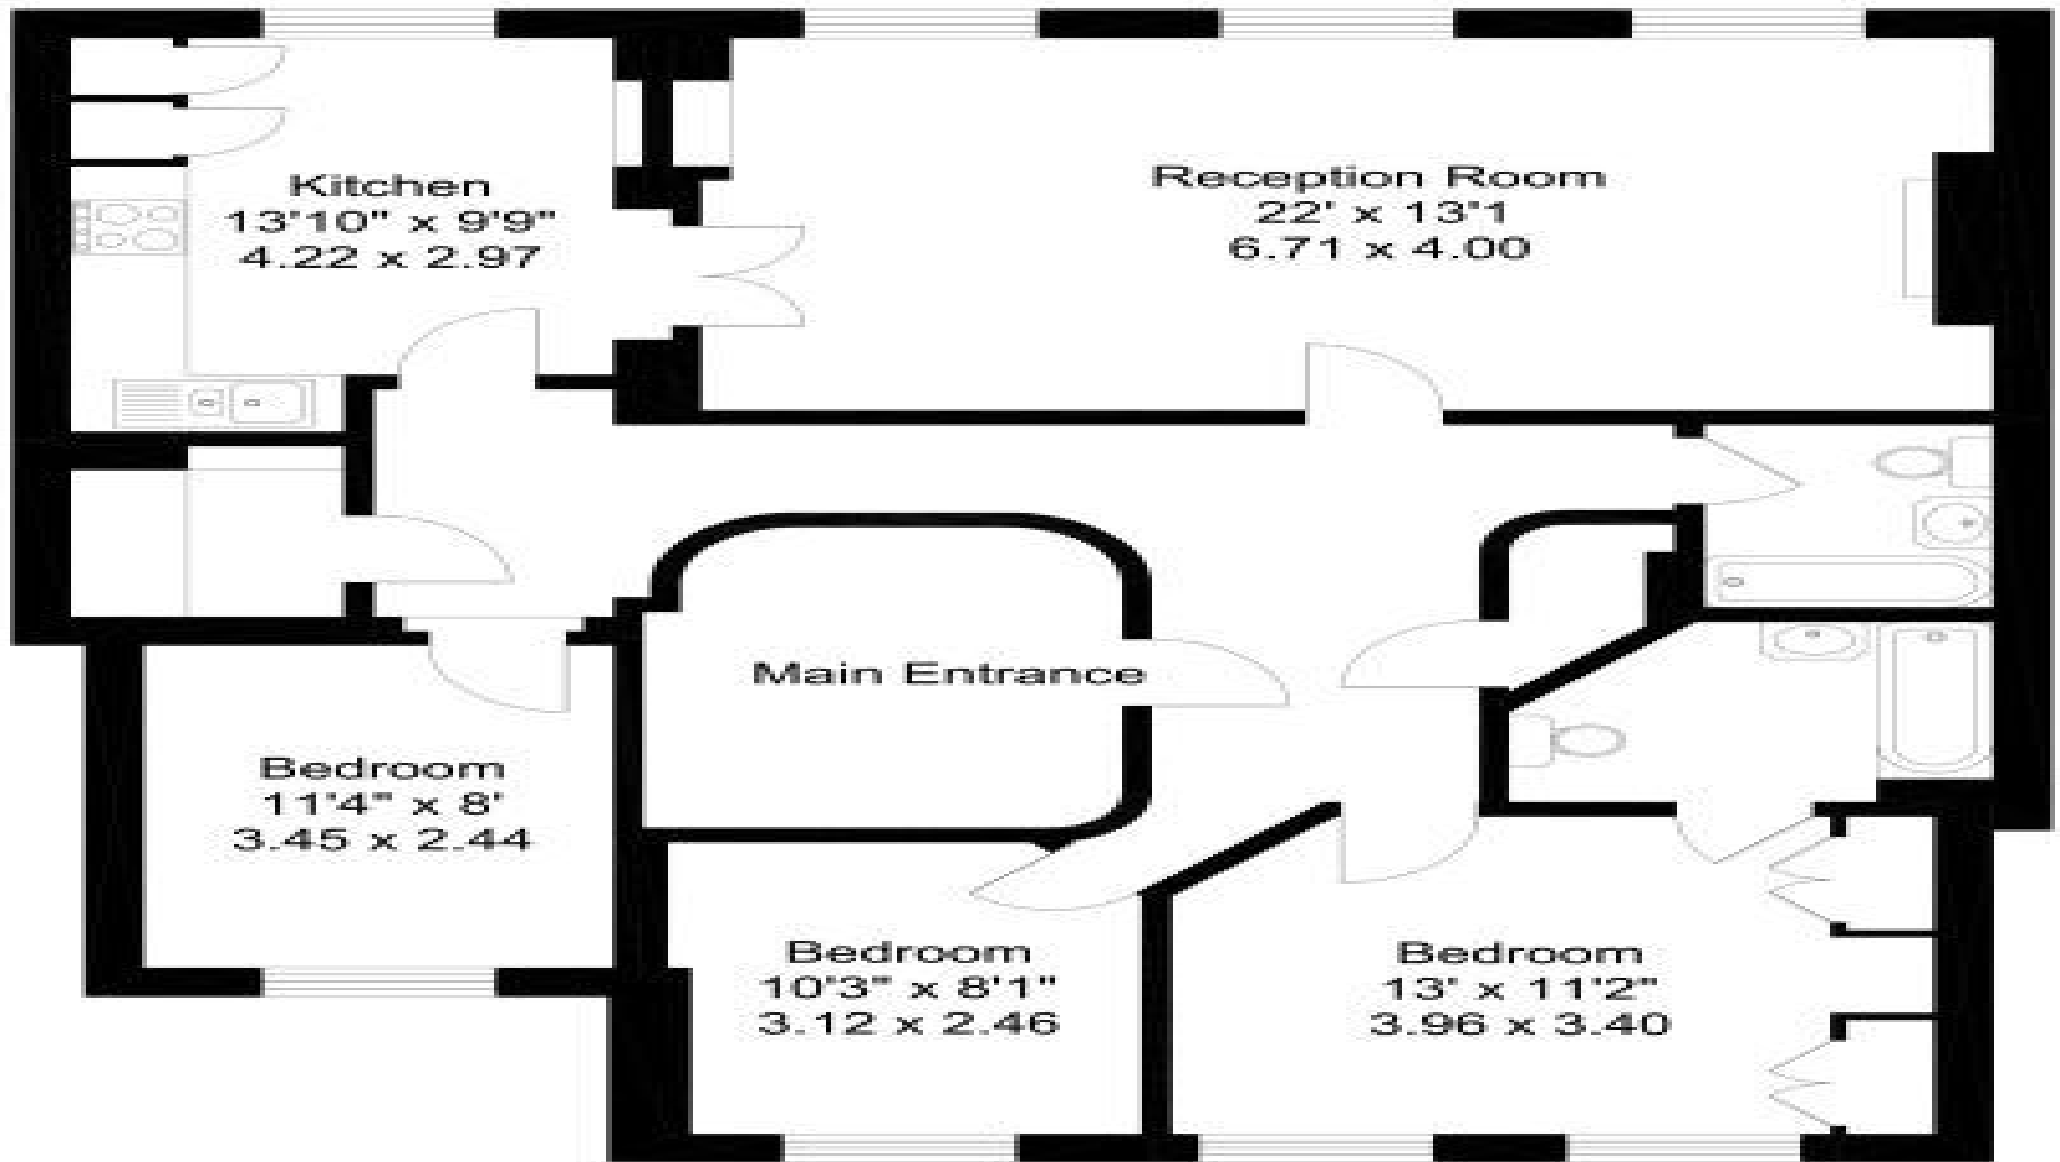 Kitchen
13'10" x 9'9"
4.22 x 2.97
Reception Room
22' x 13'1
6.71 x 4.00
Main Entrance
Bedroom
11'4" x 8'
3.45 x 2.44
Bedroom
10'3" x 8'1"
3.12 x 2.46
Bedroom
13' x 11'2"
3.96 x 3.40